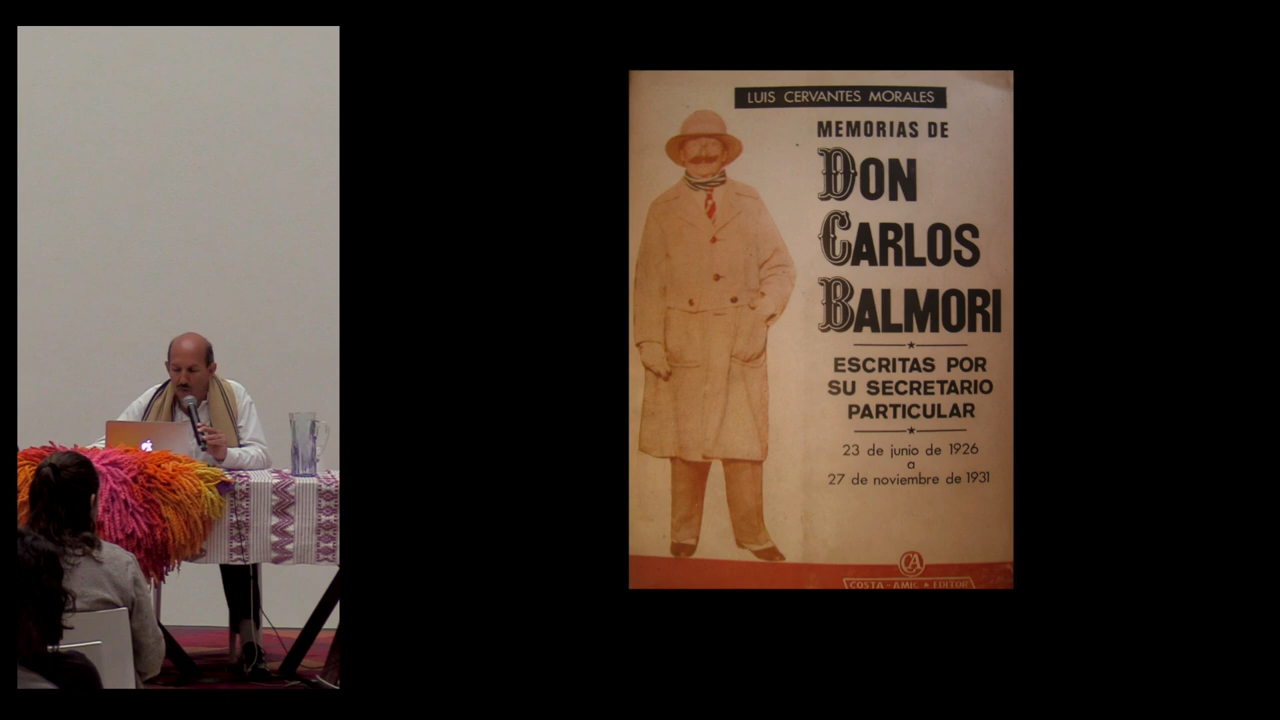 LUIS CERVANTES MORALES
MEMORIAS DE
DON
CARLOS
BALMORI
ESCRITAS POR
SU SECRETARIO
PARTICULAR
23 de junio de 1926
a
27 de noviembre de 1931
CA
COSTA-AMIC EDITOR